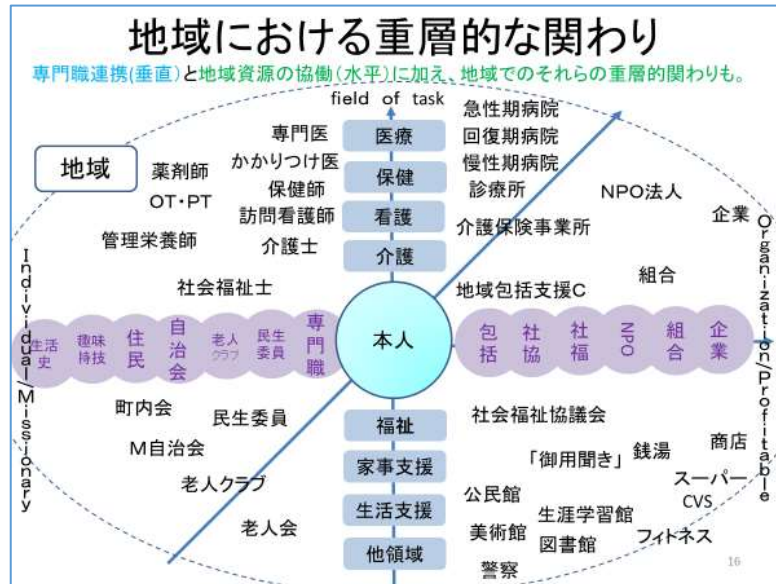 地域における重層的な関わり
専門職連携(垂直)と地域資源の協働(水平)に加え、地域でのそれらの重層的関わりも。
field of task
地域
専門医
かかりつけ医
薬剤師
保健師
OT・PT
訪問看護師
管理栄養師
介護士
社会福祉士
医療
保健
看護
介護
急性期病院
回復期病院
慢性期病院
診療所
NPO法人
企業
介護保険事業所
組合
地域包括支援C
Individual/Missionary
生活史
趣味持技
住民
自治会
老人クラブ
民生委員
専門職
本人
包括
社協
社福
NPO
組合
企業
Organization/Profitable
町内会
民生委員
M自治会
老人クラブ
老人会
福祉
家事支援
生活支援
他領域
社会福祉協議会
「御用聞き」
銭湯
商店
スーパー
CVS
公民館
生涯学習館
美術館
図書館
フィトネス
警察
16